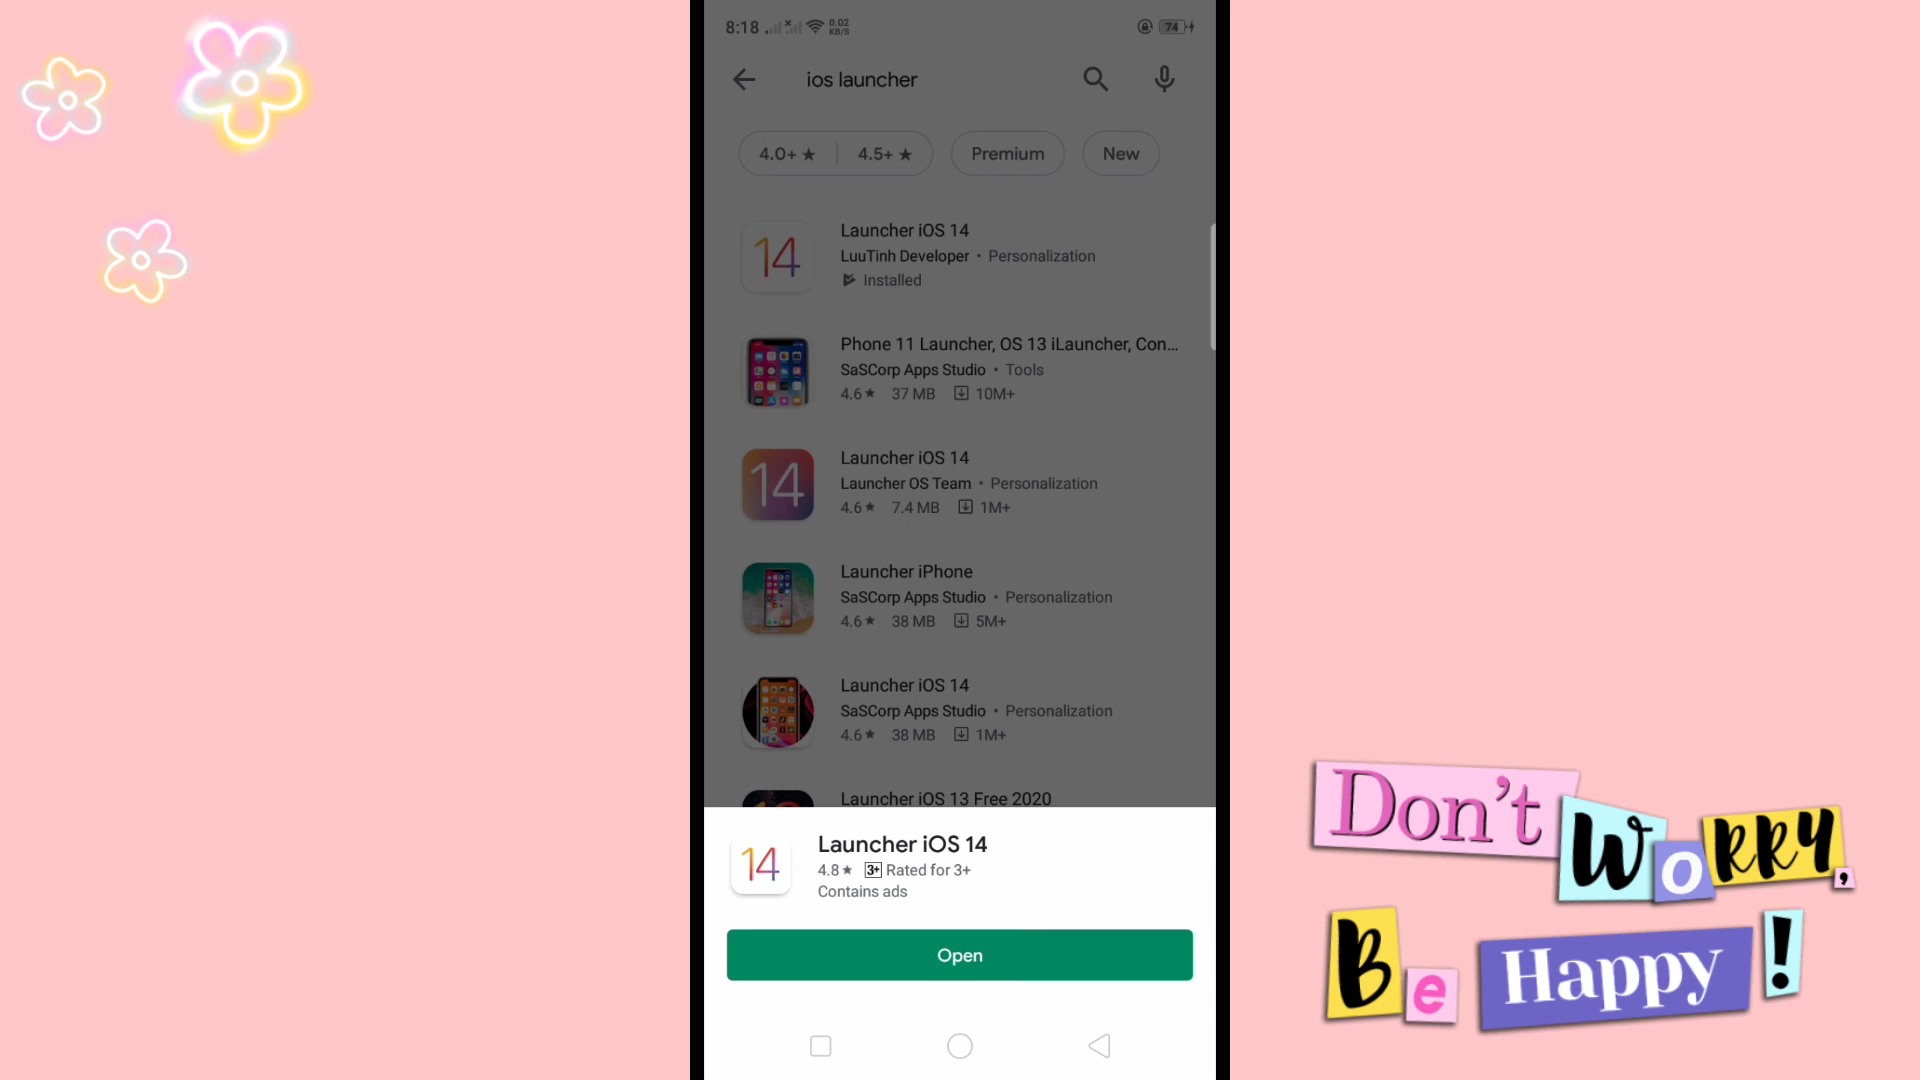 8:18 0.02 KB/S 74
ios launcher
4.0+ ★ 4.5+ ★ Premium New
14
Launcher iOS 14
LuuTinh Developer • Personalization
Installed
Phone 11 Launcher, OS 13 iLauncher, Con...
SaSCorp Apps Studio • Tools
4.6★ 37 MB 10M+
14
Launcher iOS 14
Launcher OS Team • Personalization
4.6★ 7.4 MB 1M+
Launcher iPhone
SaSCorp Apps Studio • Personalization
4.6★ 38 MB 5M+
Launcher iOS 14
SaSCorp Apps Studio • Personalization
4.6★ 38 MB 1M+
Launcher iOS 13 Free 2020
14
Launcher iOS 14
4.8★ 3+ Rated for 3+
Contains ads
Open
Don't
WORRY,
Be Happy!